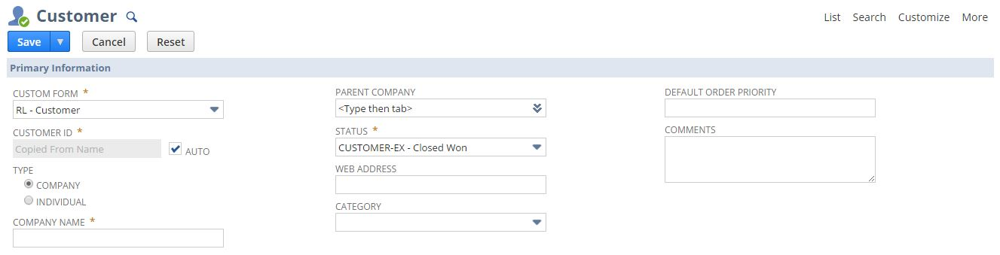 Customer
List Search Customize More
Save Cancel Reset
Primary Information
CUSTOM FORM *
RL - Customer
CUSTOMER ID *
Copied From Name
AUTO
TYPE
COMPANY
INDIVIDUAL
COMPANY NAME *
PARENT COMPANY
<Type then tab>
STATUS *
CUSTOMER-EX - Closed Won
WEB ADDRESS
CATEGORY
DEFAULT ORDER PRIORITY
COMMENTS